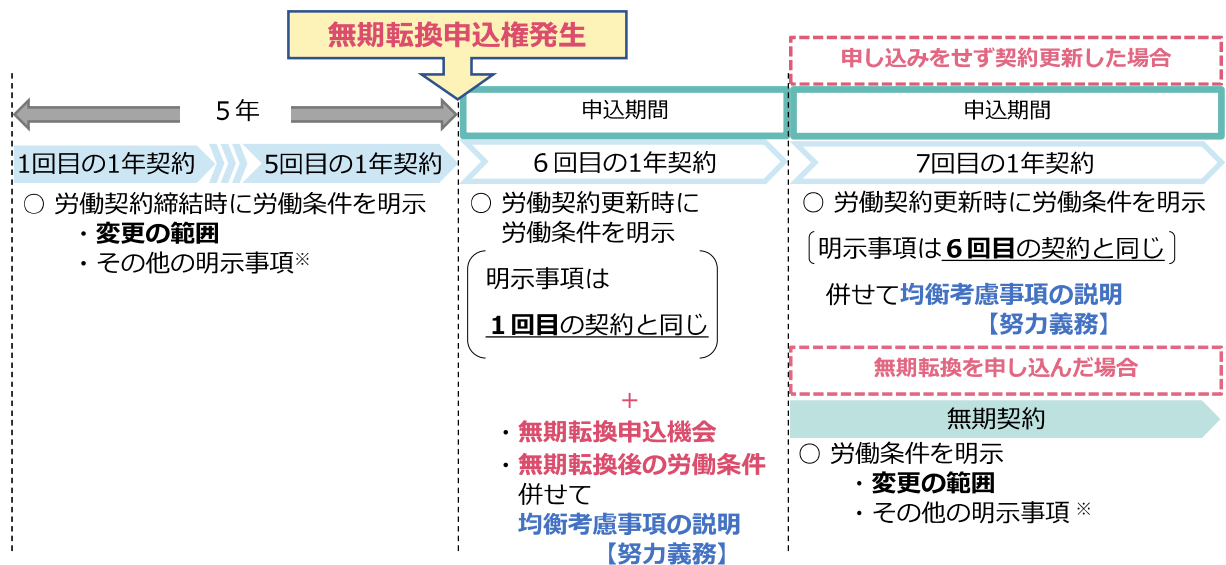 無期転換申込権発生
申し込みをせず契約更新した場合
５年
申込期間
申込期間
1回目の1年契約
5回目の1年契約
６回目の1年契約
7回目の1年契約
○ 労働契約締結時に労働条件を明示
・変更の範囲
・その他の明示事項※
○ 労働契約更新時に
労働条件を明示
明示事項は
１回目の契約と同じ
＋
・無期転換申込機会
・無期転換後の労働条件
併せて
均衡考慮事項の説明
【努力義務】
○ 労働契約更新時に労働条件を明示
〔明示事項は６回目の契約と同じ〕
併せて均衡考慮事項の説明
【努力義務】
無期転換を申し込んだ場合
無期契約
○ 労働条件を明示
・変更の範囲
・その他の明示事項※